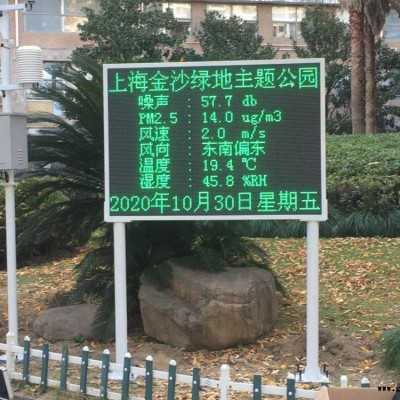 上海金沙绿地主题公园
噪声 : 57.7 db
PM2.5 : 14.0 ug/m3
风速 : 2.0 m/s
风向 : 东南偏东
温度 : 19.4 ℃
湿度 : 45.8 %RH
2020年10月30日星期五